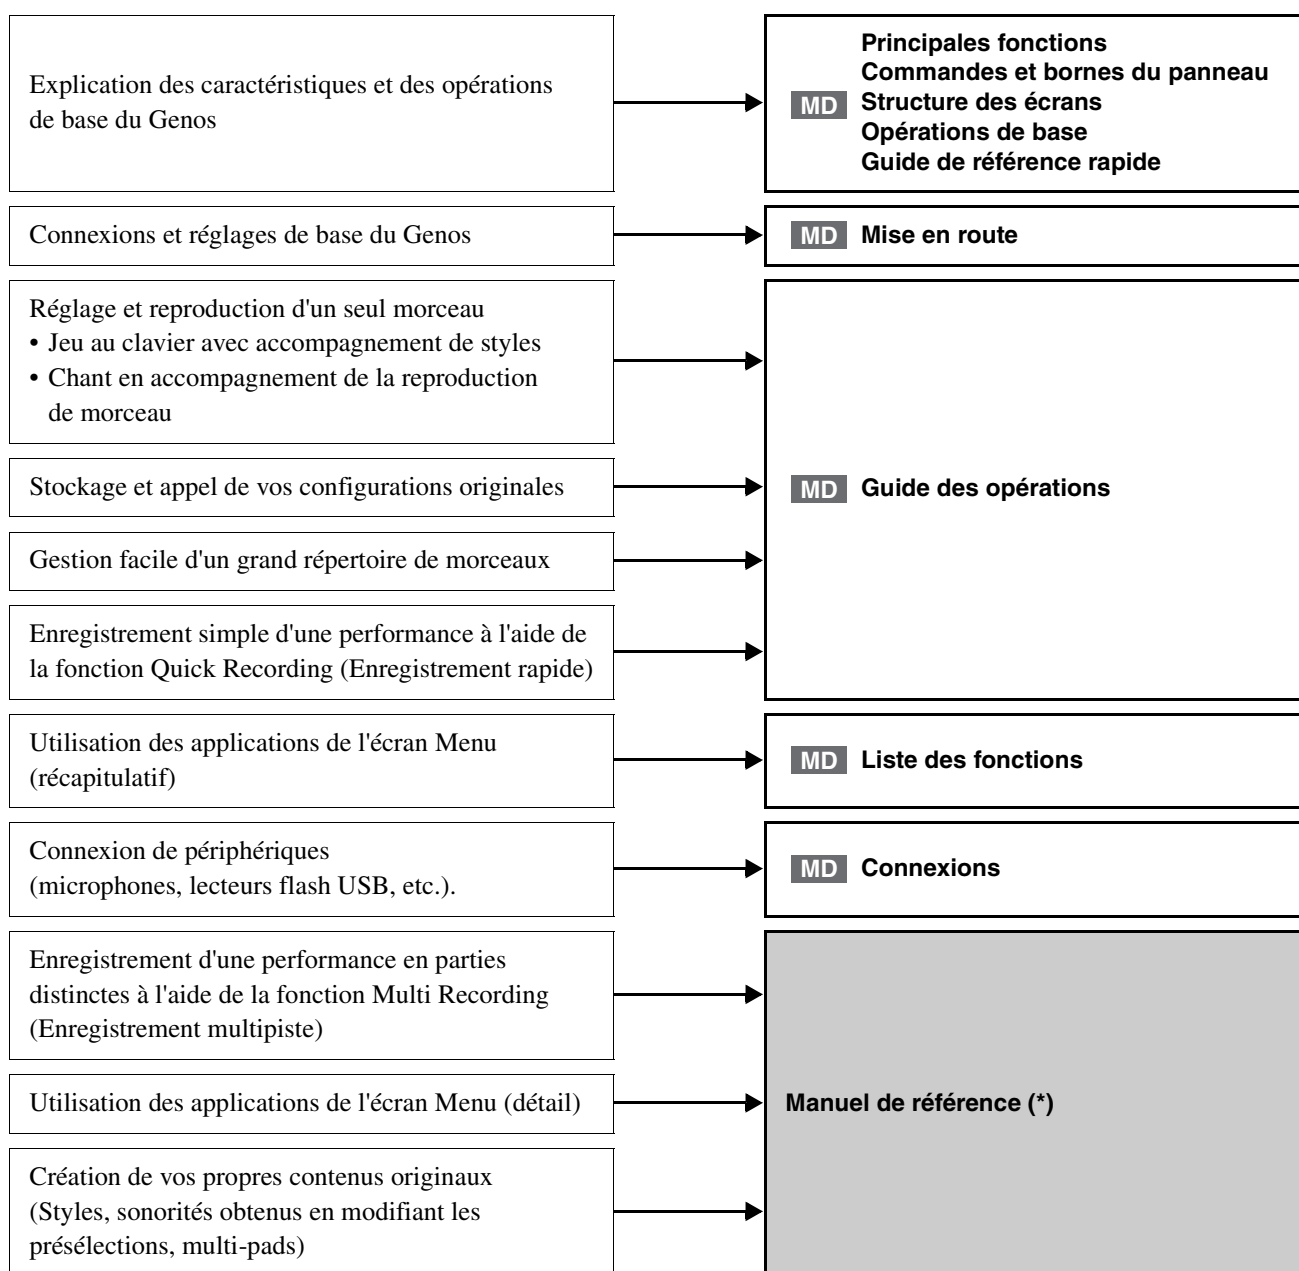 Explication des caractéristiques et des opérations
de base du Genos
MD
Principales fonctions
Commandes et bornes du panneau
Structure des écrans
Opérations de base
Guide de référence rapide
Connexions et réglages de base du Genos
MD Mise en route
Réglage et reproduction d'un seul morceau
• Jeu au clavier avec accompagnement de styles
• Chant en accompagnement de la reproduction
de morceau
Stockage et appel de vos configurations originales
MD Guide des opérations
Gestion facile d'un grand répertoire de morceaux
Enregistrement simple d'une performance à l'aide de
la fonction Quick Recording (Enregistrement rapide)
Utilisation des applications de l'écran Menu
(récapitulatif)
MD Liste des fonctions
Connexion de périphériques
(microphones, lecteurs flash USB, etc.).
MD Connexions
Enregistrement d'une performance en parties
distinctes à l'aide de la fonction Multi Recording
(Enregistrement multipiste)
Utilisation des applications de l'écran Menu (détail)
Manuel de référence (*)
Création de vos propres contenus originaux
(Styles, sonorités obtenus en modifiant les
présélections, multi-pads)